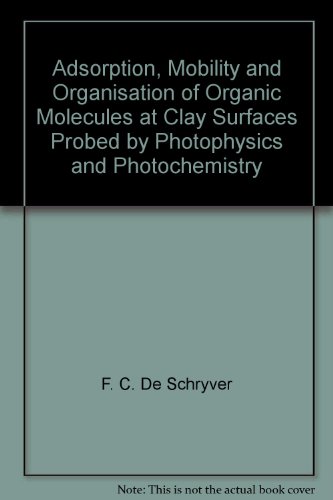 Adsorption, Mobility and
Organisation of Organic
Molecules at Clay Surfaces
Probed by Photophysics
and Photochemistry
F. C. De Schryver
Note: This is not the actual book cover